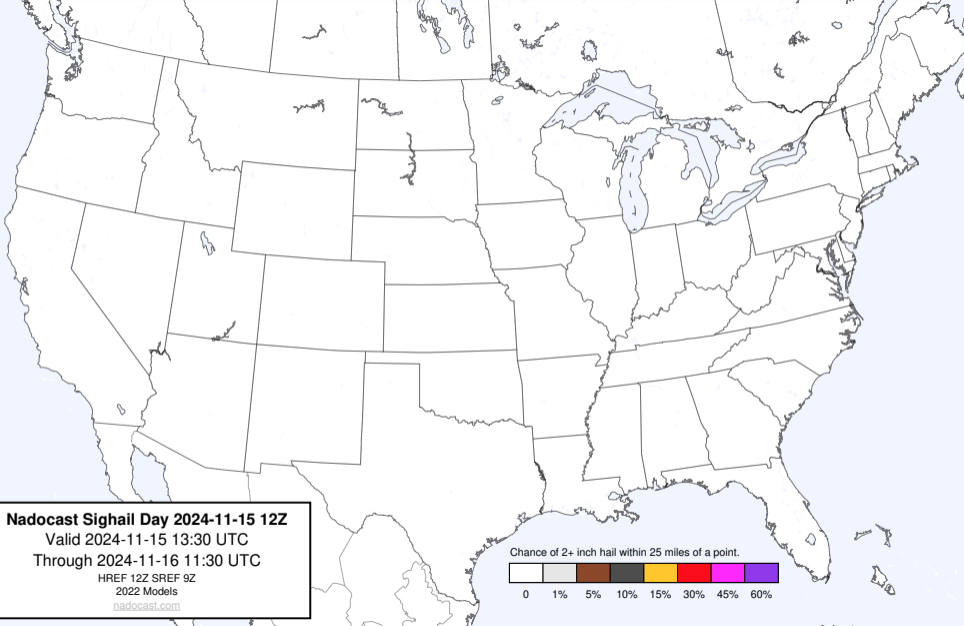 Nadocast Sighail Day 2024-11-15 12Z
Valid 2024-11-15 13:30 UTC
Through 2024-11-16 11:30 UTC
HREF 12Z SREF 9Z
2022 Models
nadocast.com
Chance of 2+ inch hail within 25 miles of a point.
0 1% 5% 10% 15% 30% 45% 60%